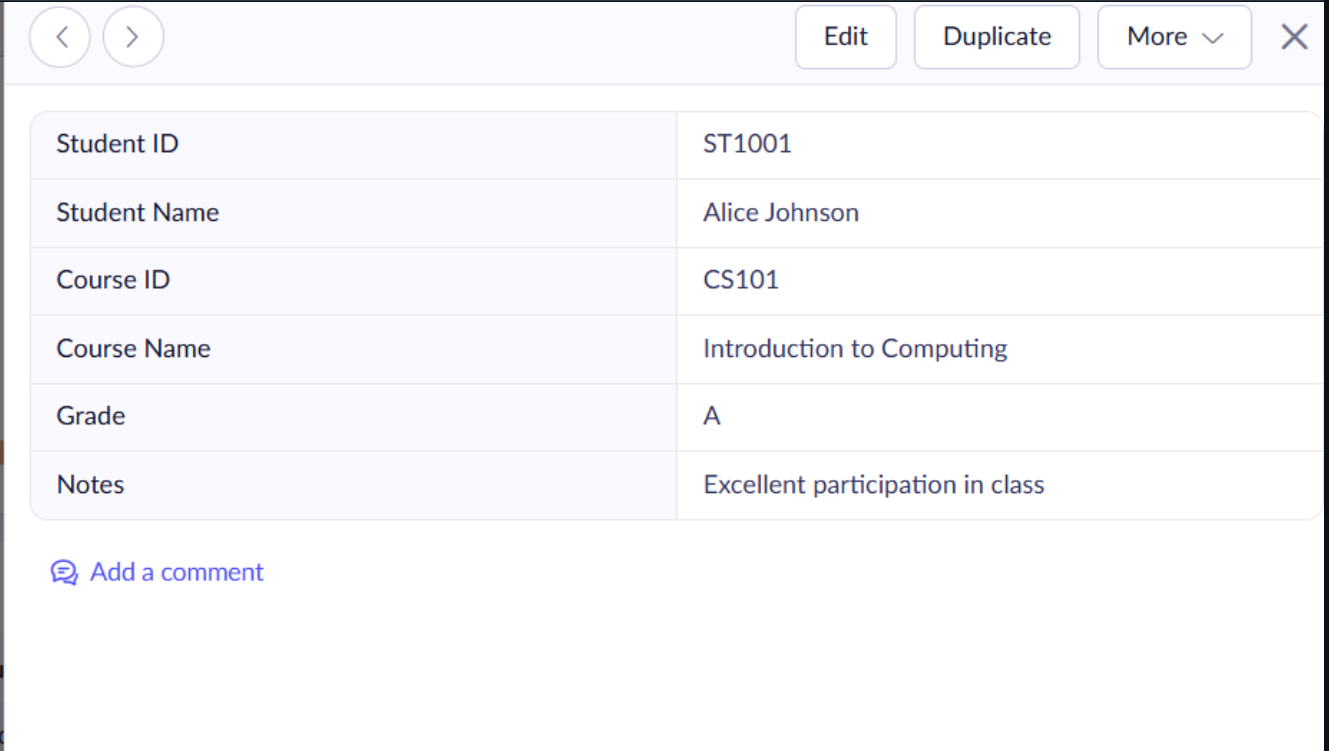 Edit Duplicate More
Student ID ST1001
Student Name Alice Johnson
Course ID CS101
Course Name Introduction to Computing
Grade A
Notes Excellent participation in class
Add a comment